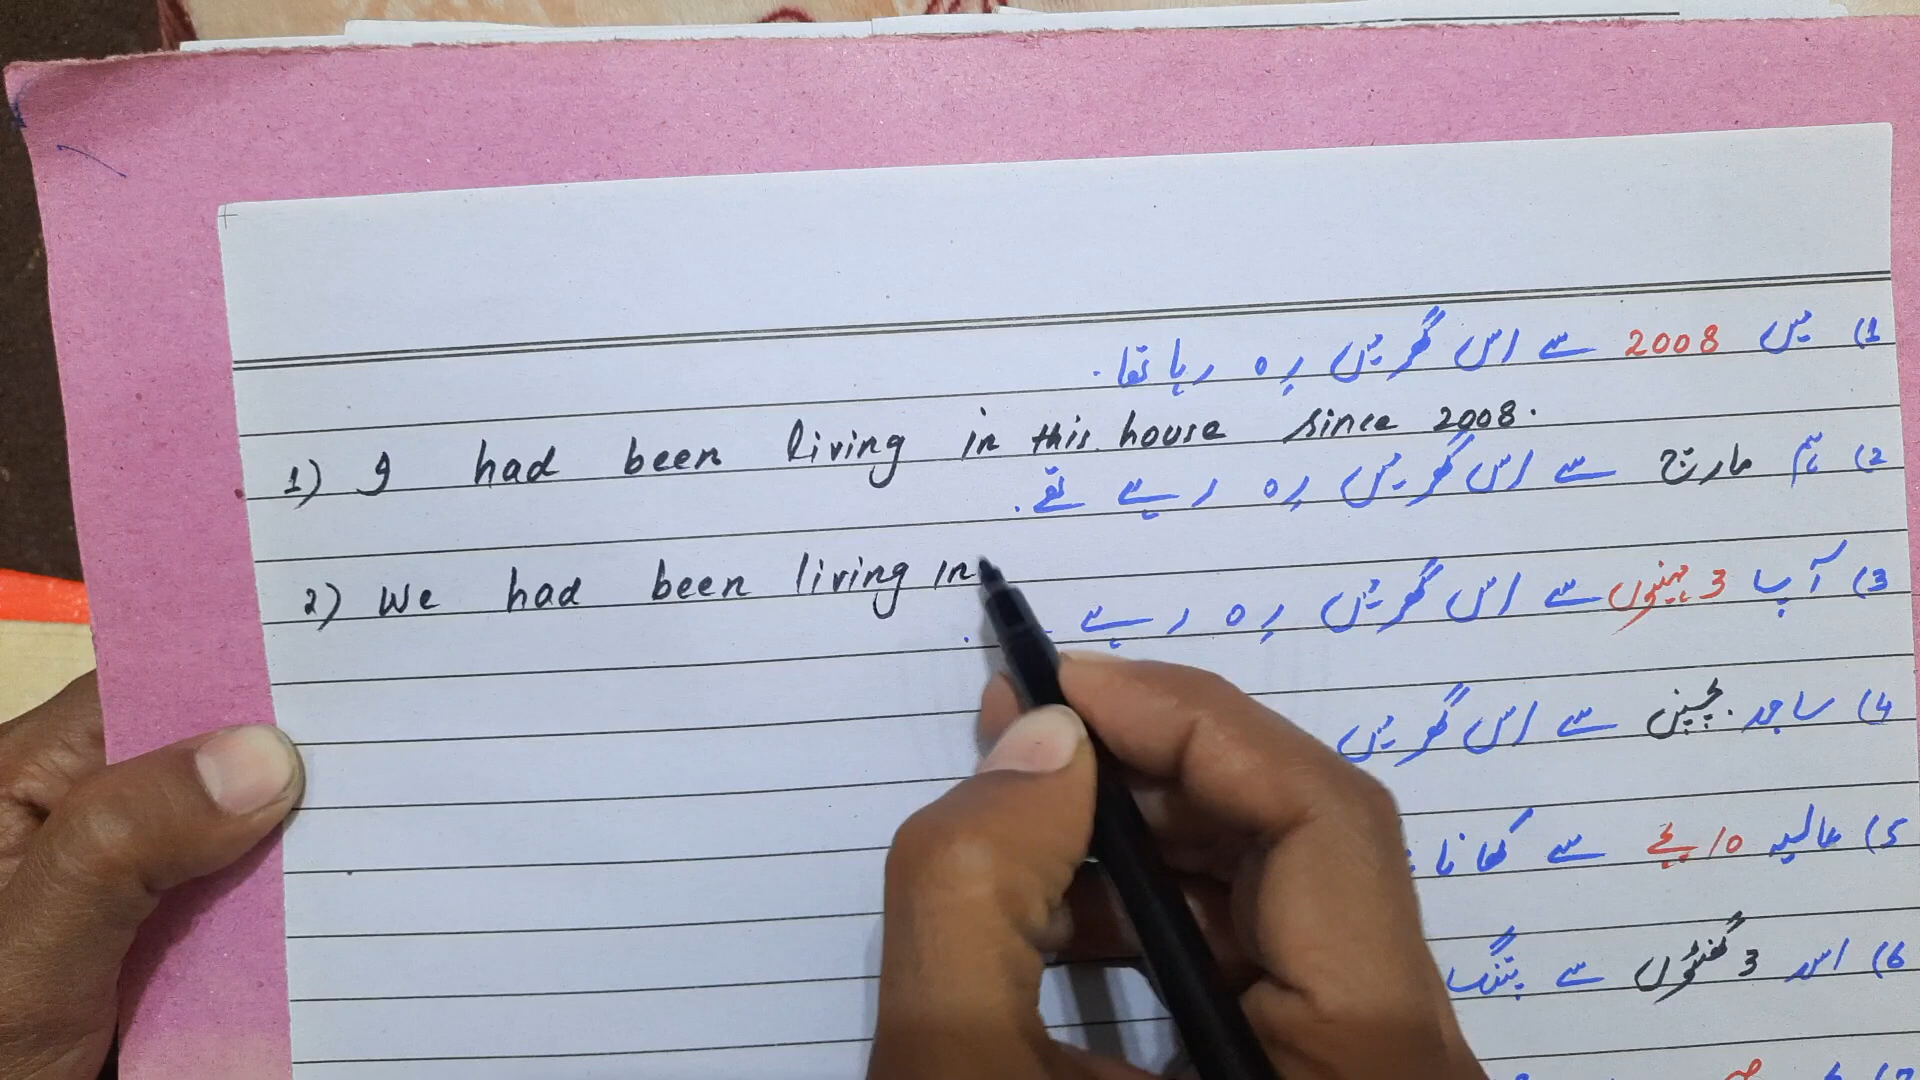 1) میں 2008 سے اس گھر میں رہ رہا تھا.
1) I had been living in this house since 2008.
2) ہم مارچ سے اس گھر میں رہ رہے تھے.
2) We had been living in
3) آپ 3 مہینوں سے اس گھر میں رہ رہے
4) ساجد بچپن سے اس گھر میں
5) عالیہ 10 بجے سے کھانا
6) اسد 3 گھنٹوں سے پتنگ